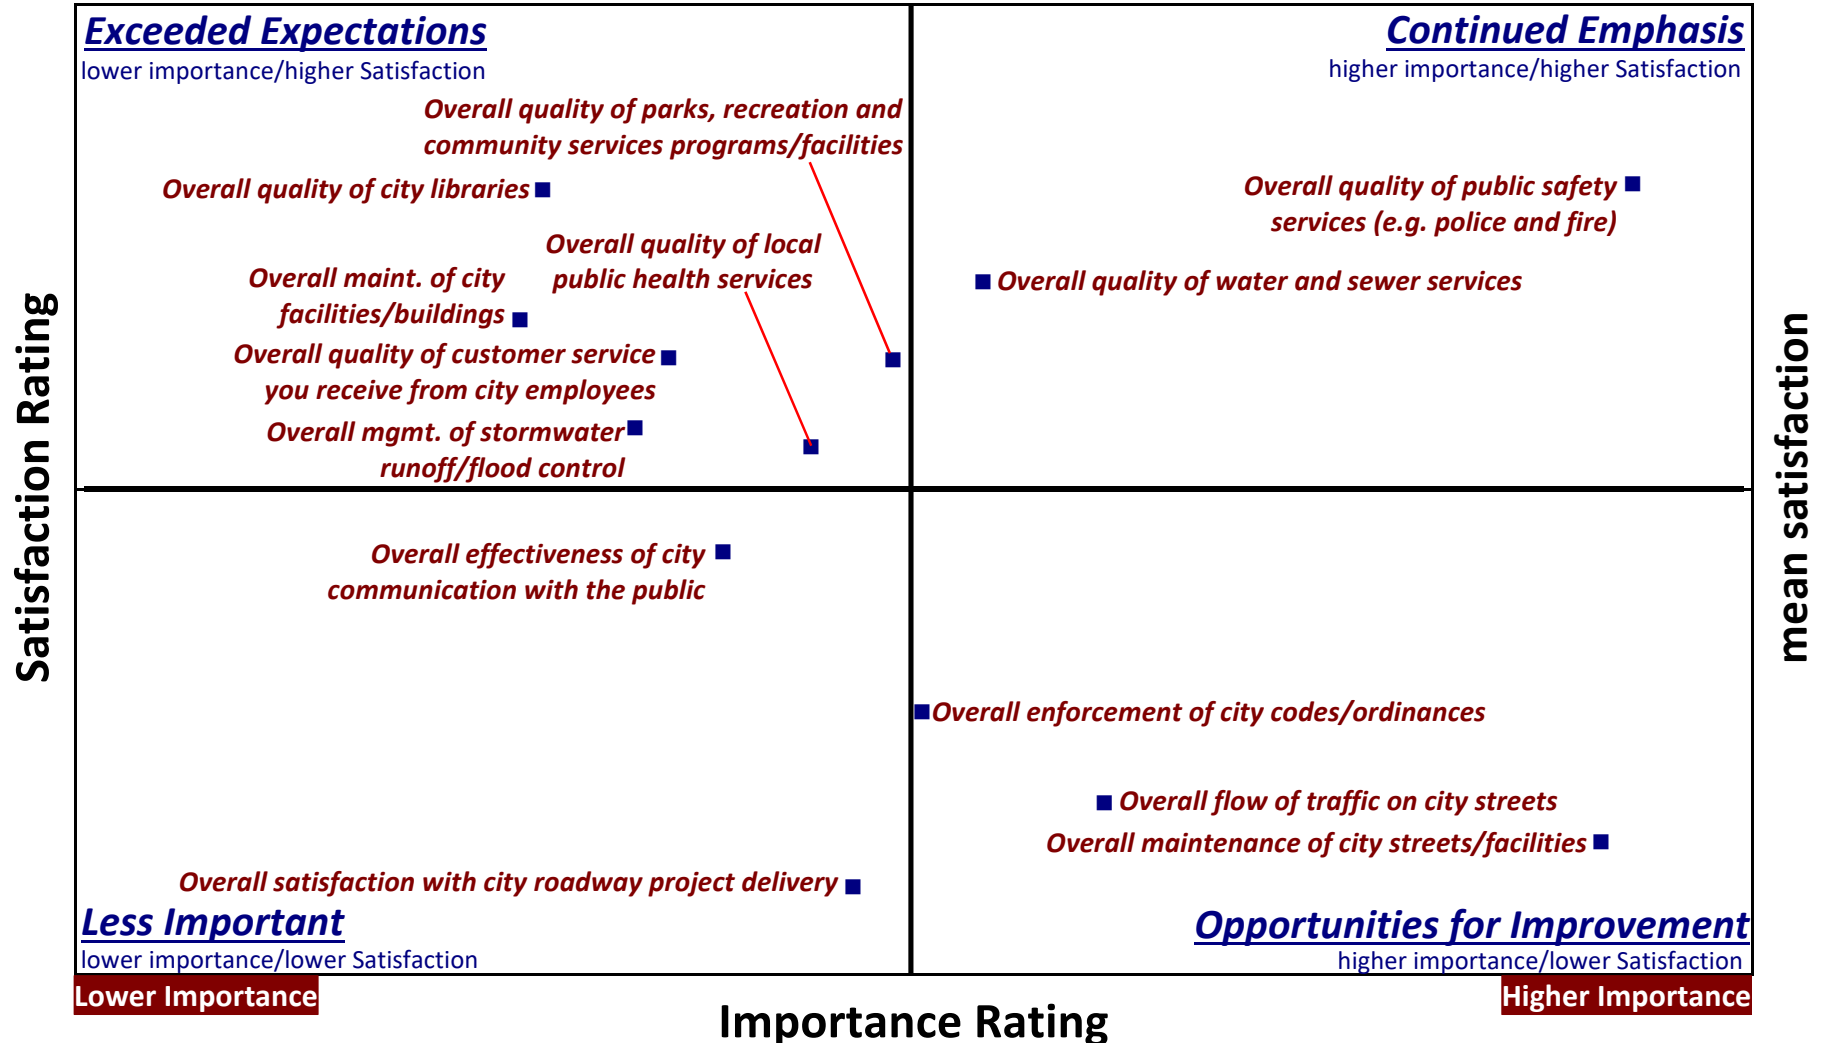 Exceeded Expectations
lower importance/higher Satisfaction
Continued Emphasis
higher importance/higher Satisfaction
Overall quality of parks, recreation and
community services programs/facilities
Overall quality of city libraries
Overall quality of public safety
services (e.g. police and fire)
Overall quality of local
public health services
Overall maint. of city
facilities/buildings
Overall quality of water and sewer services
Overall quality of customer service
you receive from city employees
Overall mgmt. of stormwater
runoff/flood control
Satisfaction Rating
mean satisfaction
Overall effectiveness of city
communication with the public
Overall enforcement of city codes/ordinances
Overall flow of traffic on city streets
Overall maintenance of city streets/facilities
Overall satisfaction with city roadway project delivery
Less Important
lower importance/lower Satisfaction
Opportunities for Improvement
higher importance/lower Satisfaction
Lower Importance
Higher Importance
Importance Rating